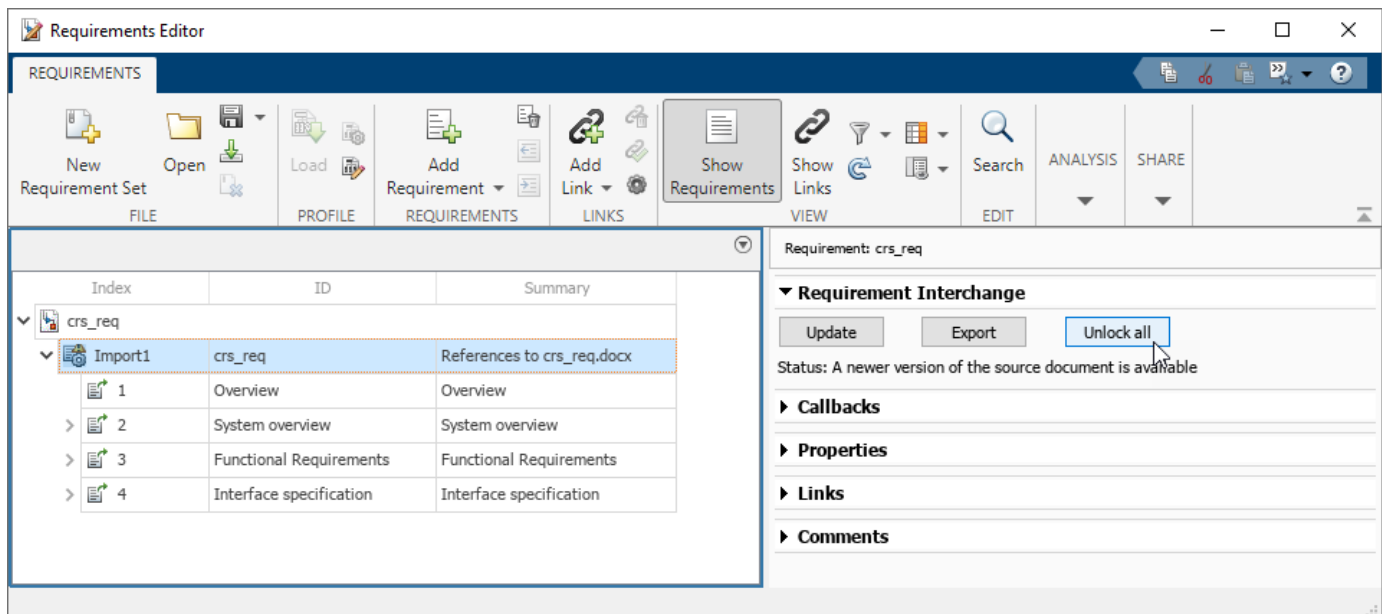 Requirements Editor
REQUIREMENTS
New
Requirement Set
Open
FILE
Load
PROFILE
Add
Requirement
REQUIREMENTS
Add
Link
LINKS
Show
Requirements
Show
Links
VIEW
Search
EDIT
ANALYSIS
SHARE
Index ID Summary
crs_req
Import1 crs_req References to crs_req.docx
1 Overview Overview
2 System overview System overview
3 Functional Requirements Functional Requirements
4 Interface specification Interface specification
Requirement: crs_req
Requirement Interchange
Update Export Unlock all
Status: A newer version of the source document is available
Callbacks
Properties
Links
Comments